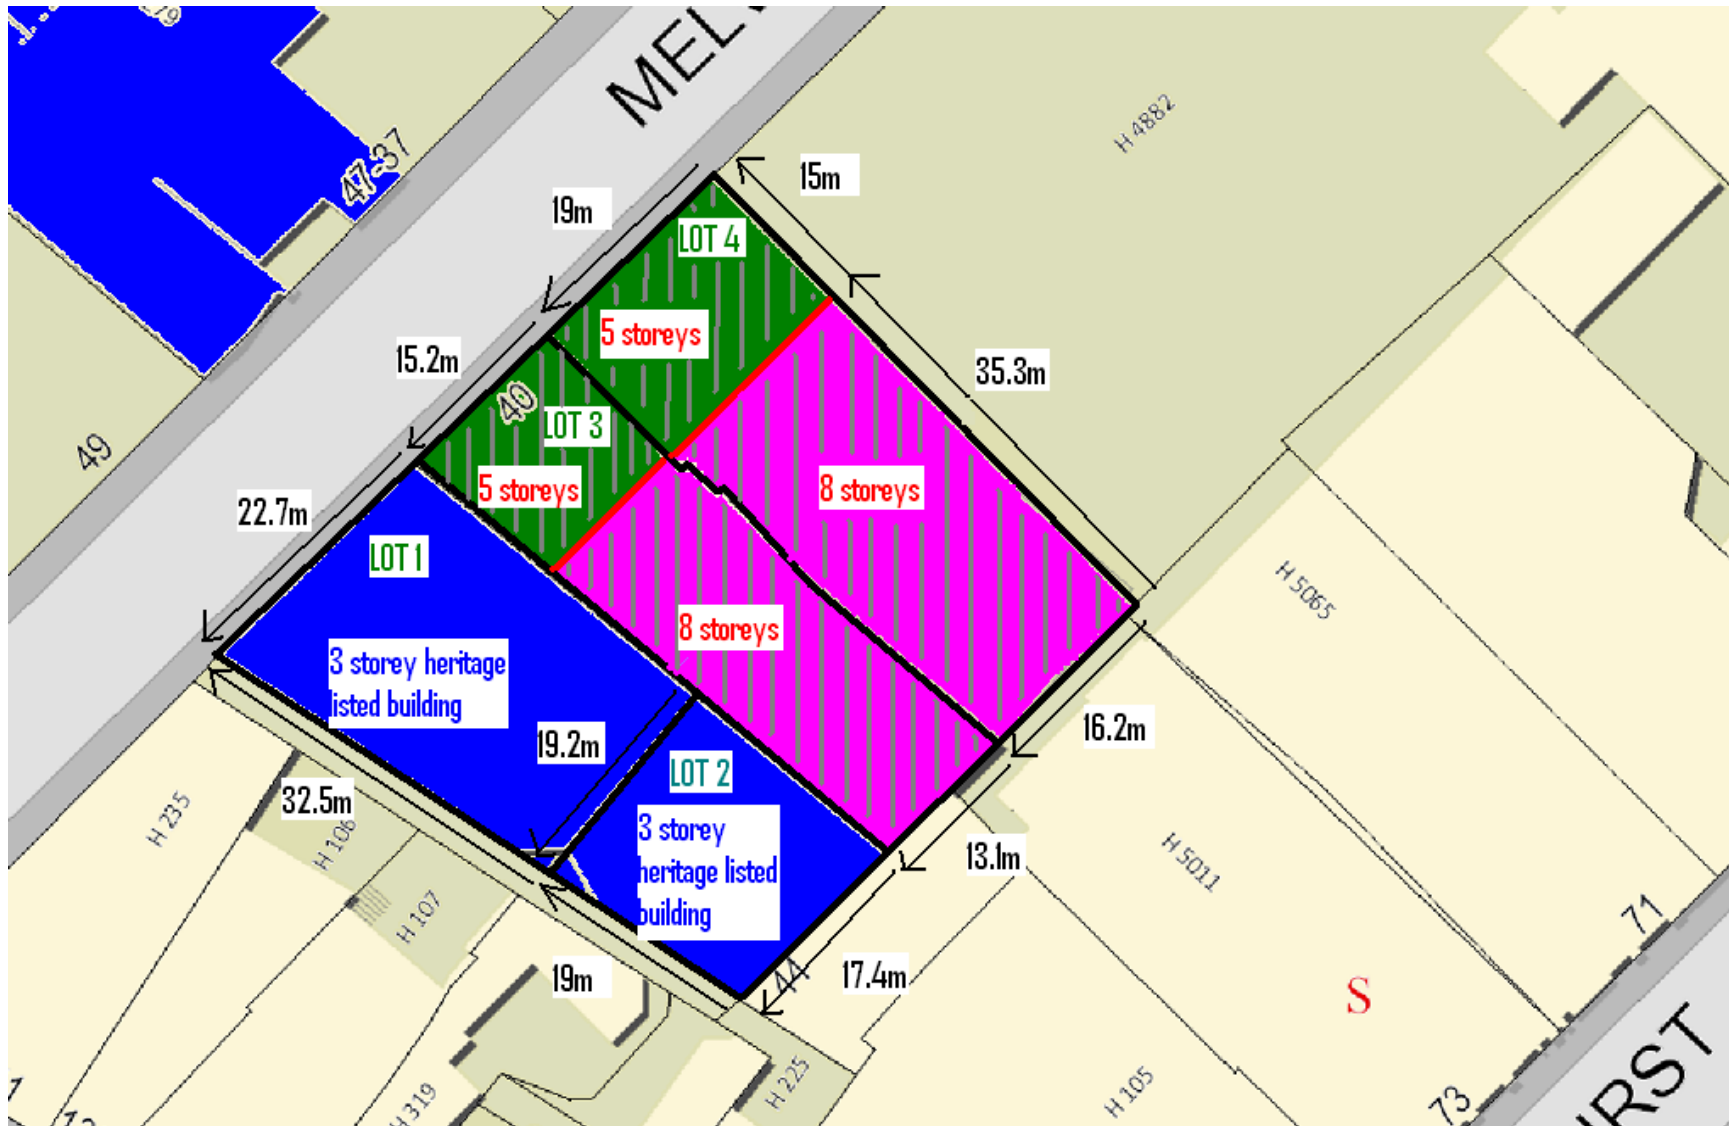 MEL
H 4882
47-37
15m
19m
LOT 4
5 storeys
15.2m
35.3m
40
LOT 3
49
5 storeys
8 storeys
22.7m
LOT 1
H 5065
8 storeys
3 storey heritage
listed building
19.2m
16.2m
LOT 2
32.5m
H 235
H 106
3 storey
heritage listed
building
13.1m
H 5011
H 107
71
19m
44
17.4m
S
H 225
H 105
H 319
73
RST